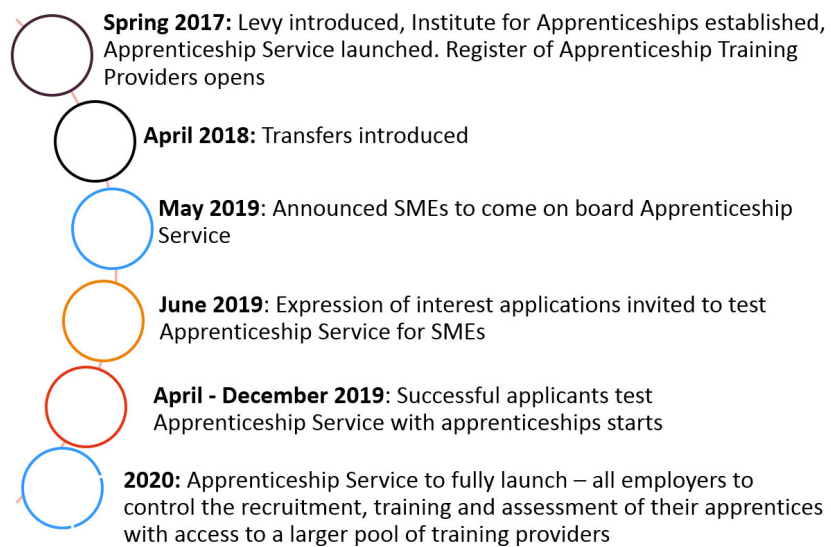 Spring 2017: Levy introduced, Institute for Apprenticeships established,
Apprenticeship Service launched. Register of Apprenticeship Training
Providers opens
April 2018: Transfers introduced
May 2019: Announced SMEs to come on board Apprenticeship
Service
June 2019: Expression of interest applications invited to test
Apprenticeship Service for SMEs
April - December 2019: Successful applicants test
Apprenticeship Service with apprenticeships starts
2020: Apprenticeship Service to fully launch – all employers to
control the recruitment, training and assessment of their apprentices
with access to a larger pool of training providers